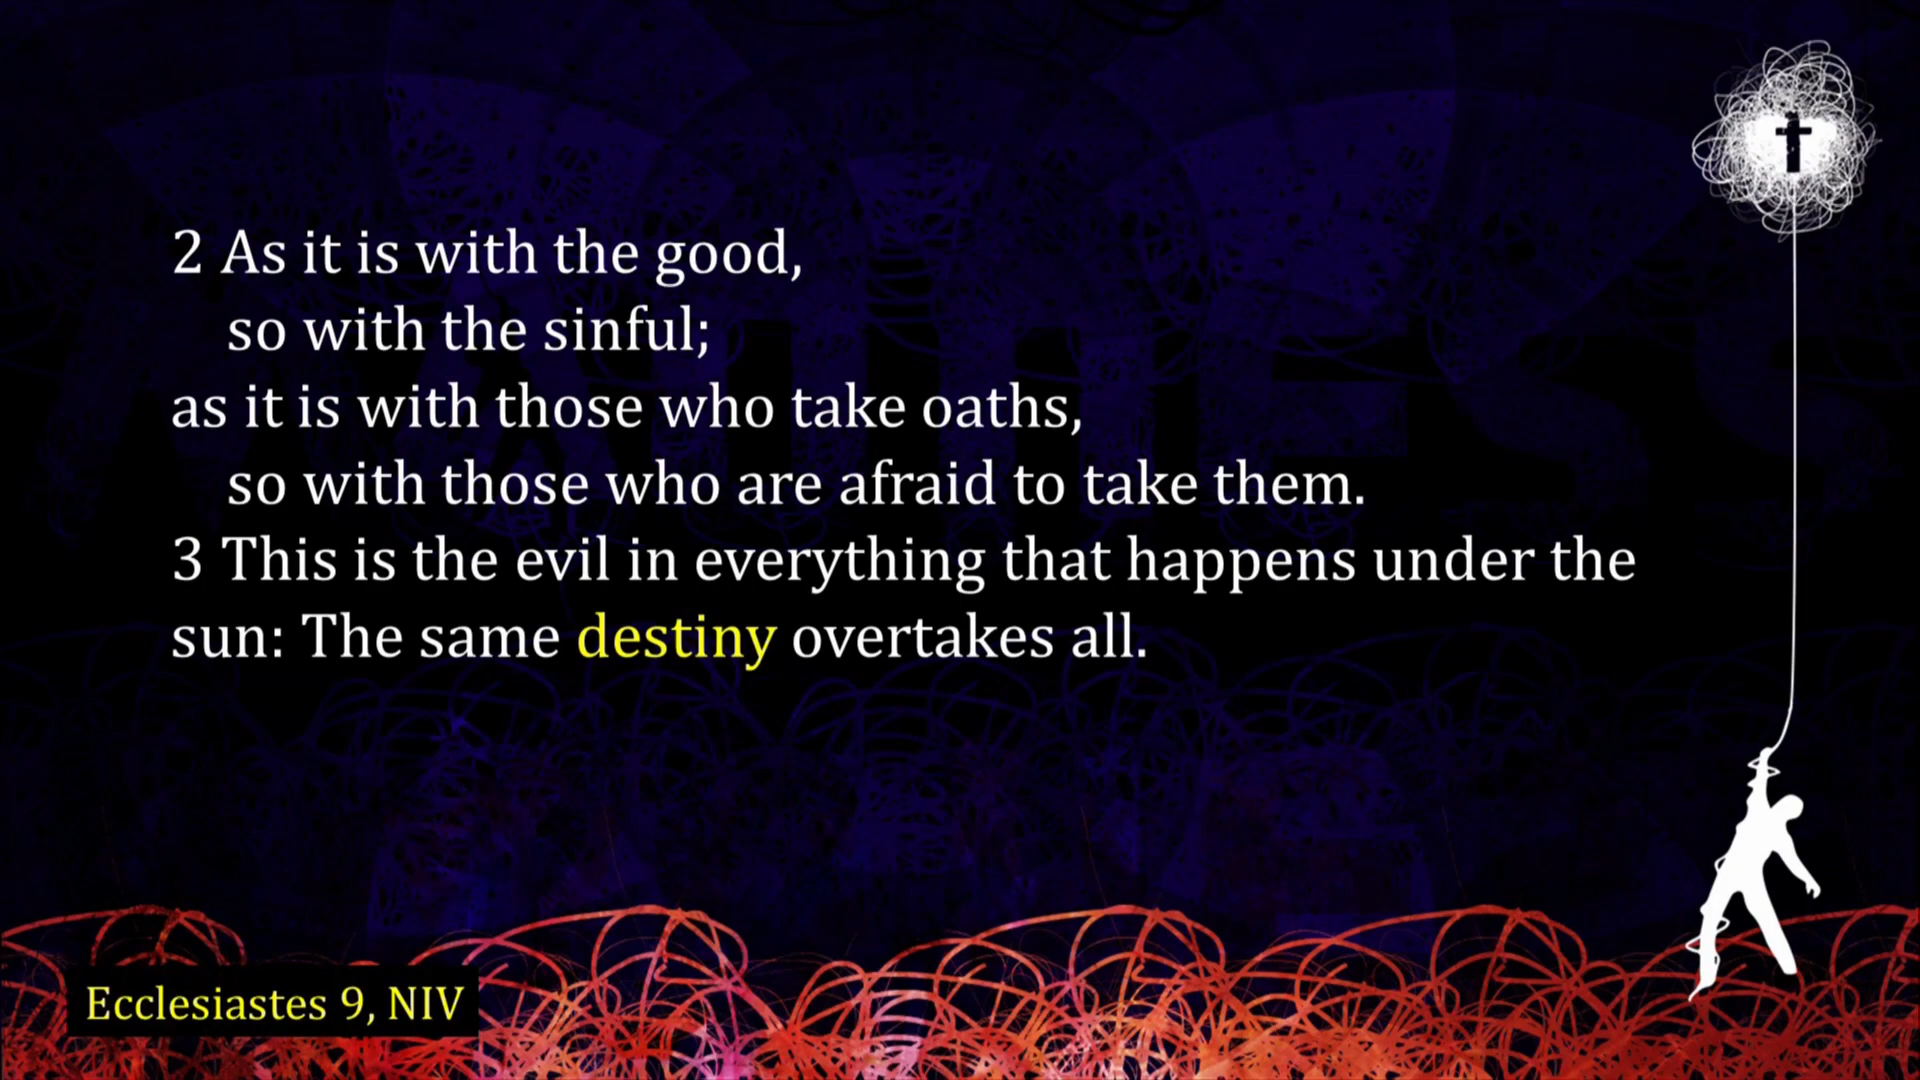 2 As it is with the good,
so with the sinful;
as it is with those who take oaths,
so with those who are afraid to take them.
3 This is the evil in everything that happens under the
sun: The same destiny overtakes all.
Ecclesiastes 9, NIV